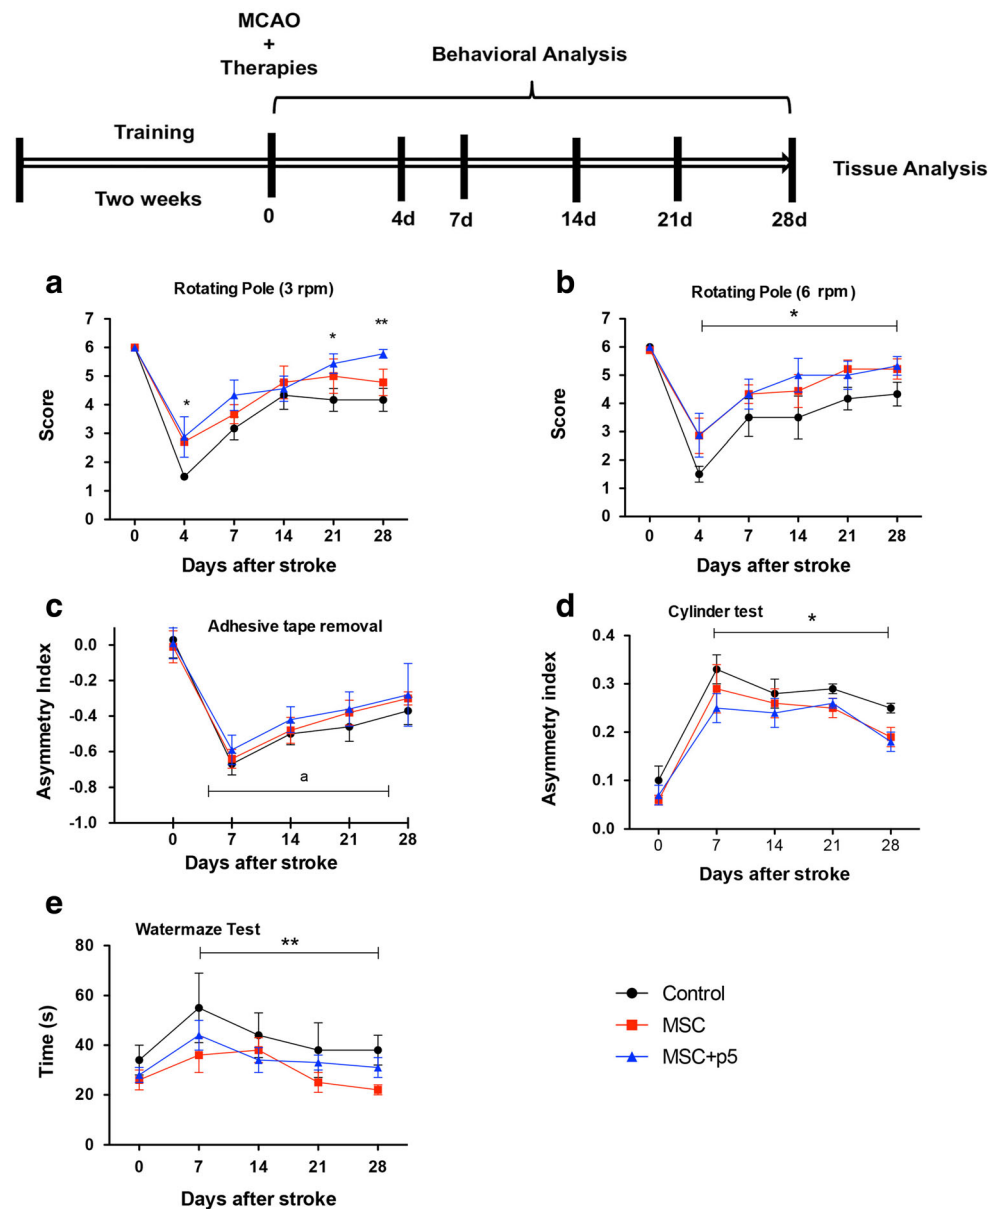 MCAO
+
Therapies
Behavioral Analysis
Training
Two weeks
Tissue Analysis
0
4d
7d
14d
21d
28d
a
Rotating Pole (3 rpm)
*
*
**
7
6
5
4
3
2
1
0
Score
0 4 7 14 21 28
Days after stroke
b
Rotating Pole (6 rpm)
*
7
6
5
4
3
2
1
0
Score
0 4 7 14 21 28
Days after stroke
c
Adhesive tape removal
0.0
-0.2
-0.4
-0.6
-0.8
-1.0
Asymmetry Index
a
0 7 14 21 28
Days after stroke
d
Cylinder test
*
0.4
0.3
0.2
0.1
0.0
Asymmetry index
0 7 14 21 28
Days after stroke
e
Watermaze Test
**
80
60
40
20
0
Time (s)
0 7 14 21 28
Days after stroke
Control
MSC
MSC+p5